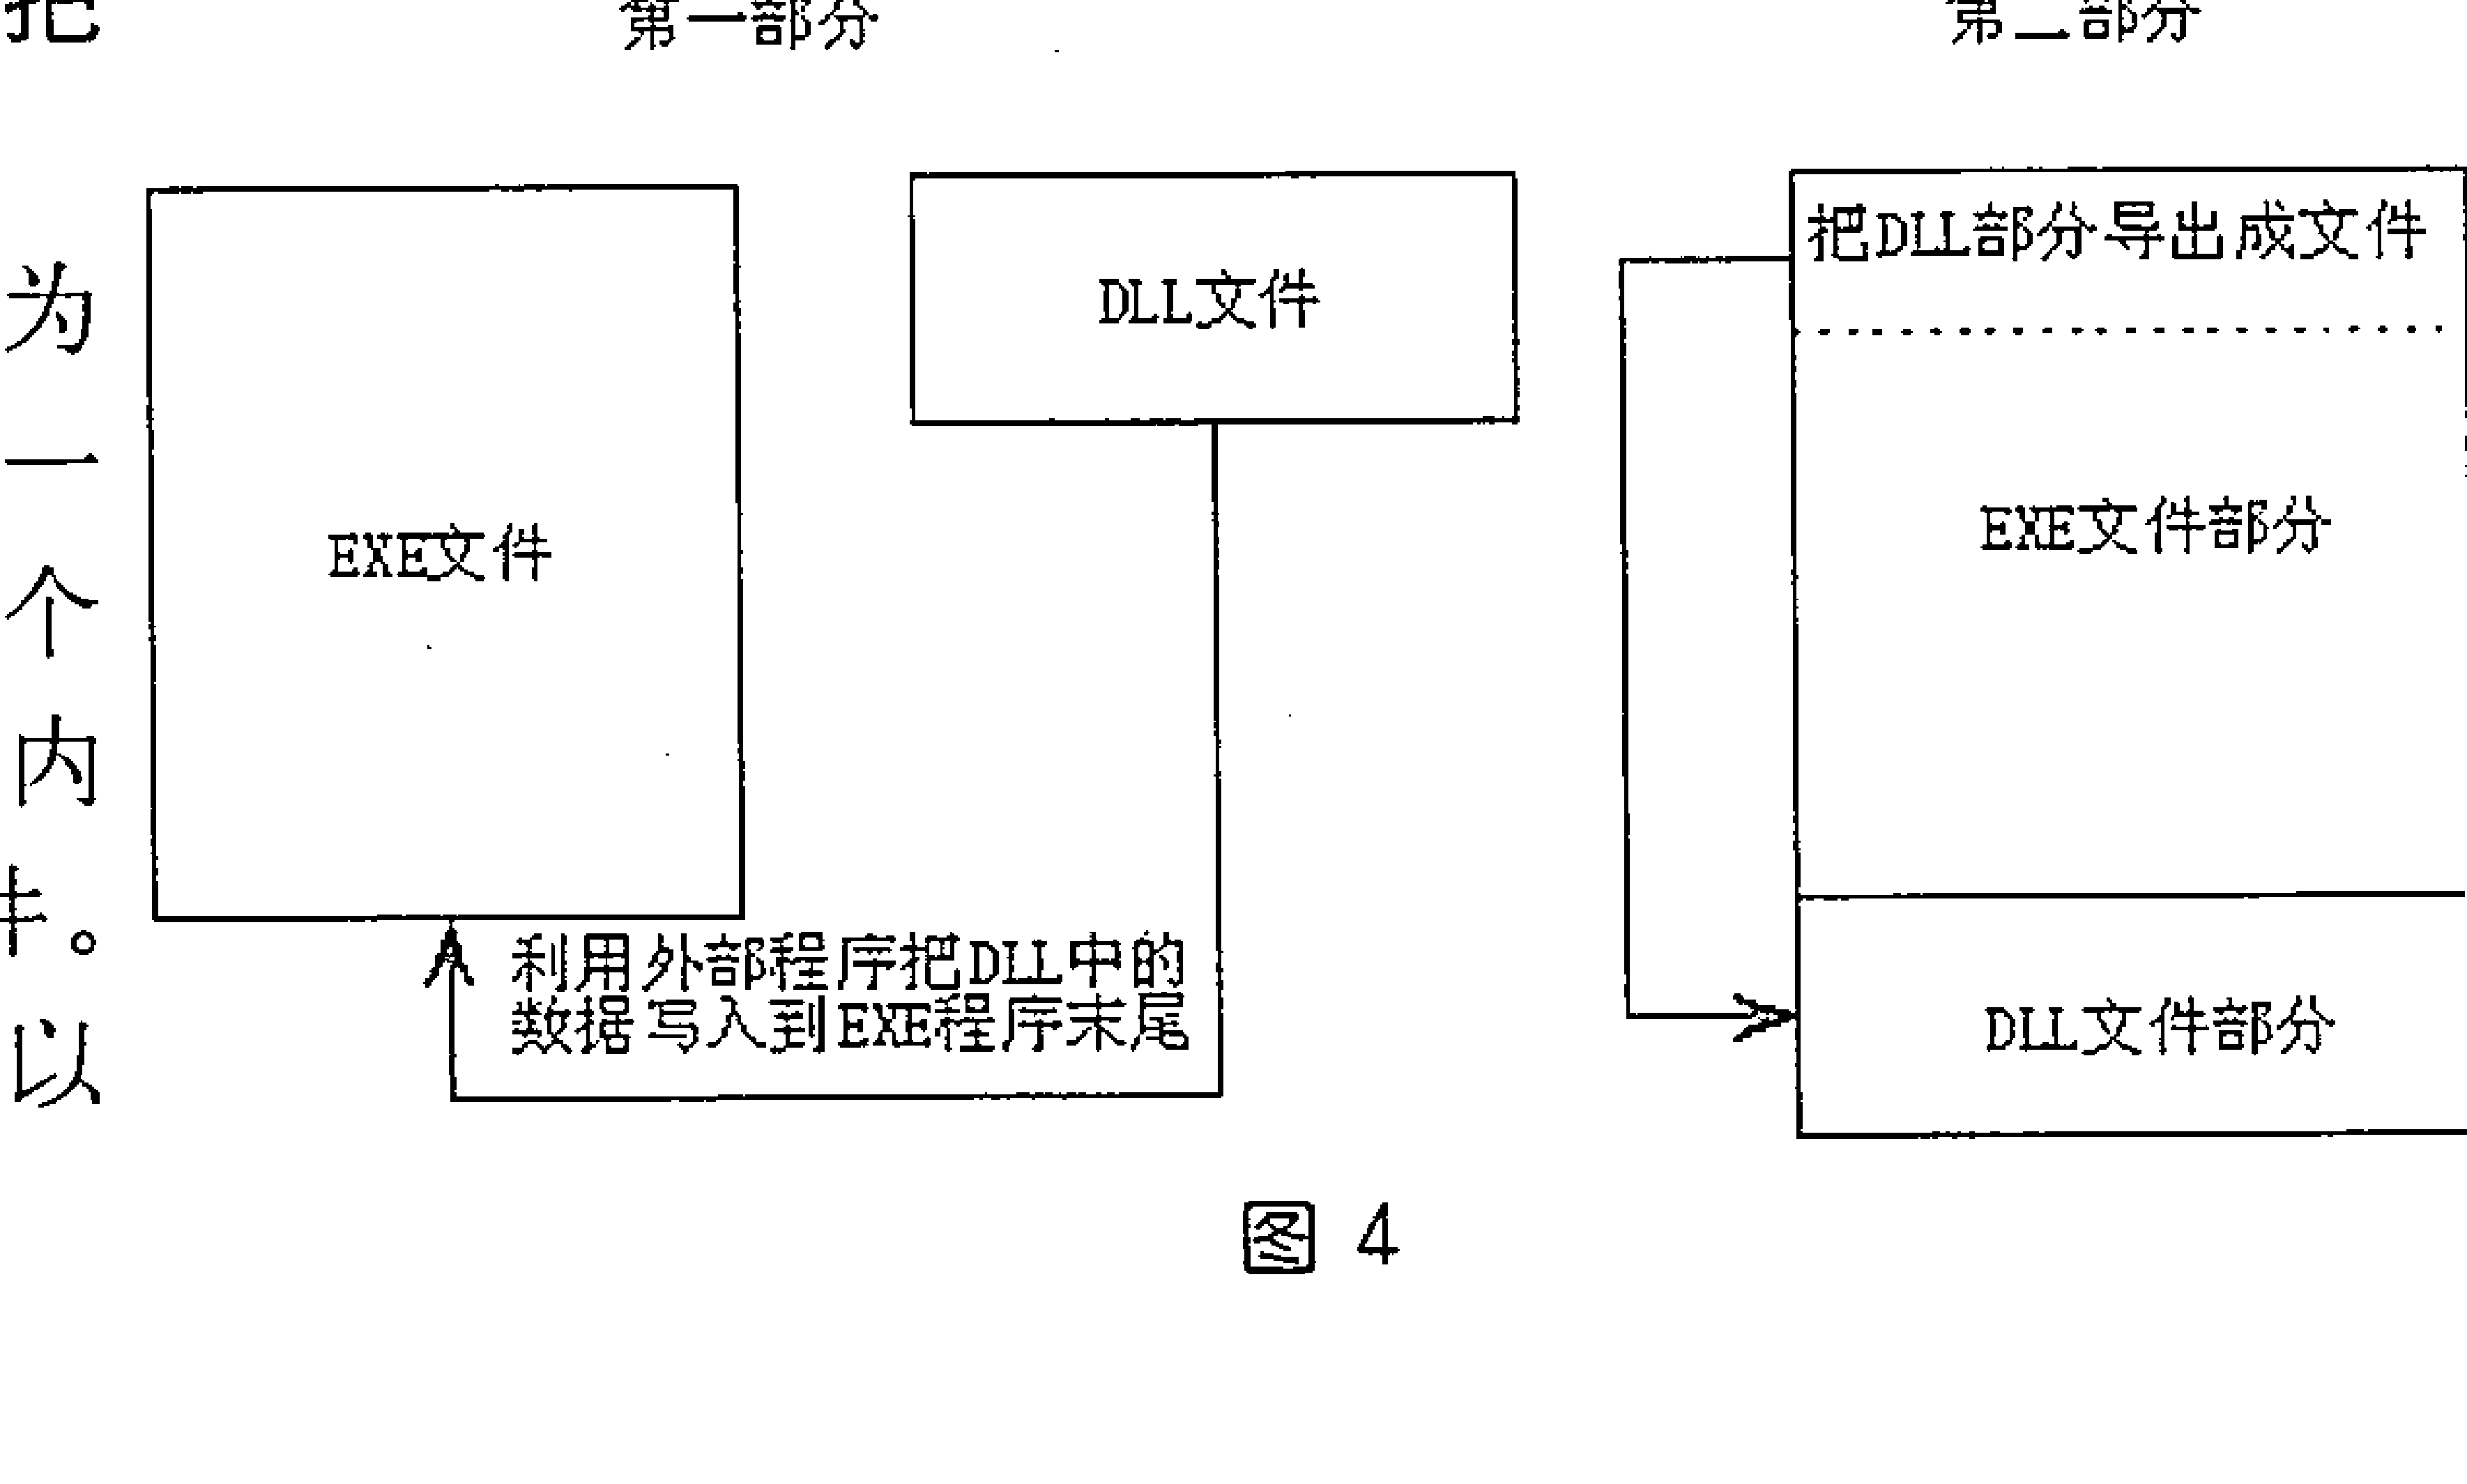 把
第一部分
第二部分
为
一
个
内
。
以
EXE文件
DLL文件
利用外部程序把DLL中的
数据写入到EXE程序末尾
把DLL部分导出成文件
EXE文件部分
DLL文件部分
图 4